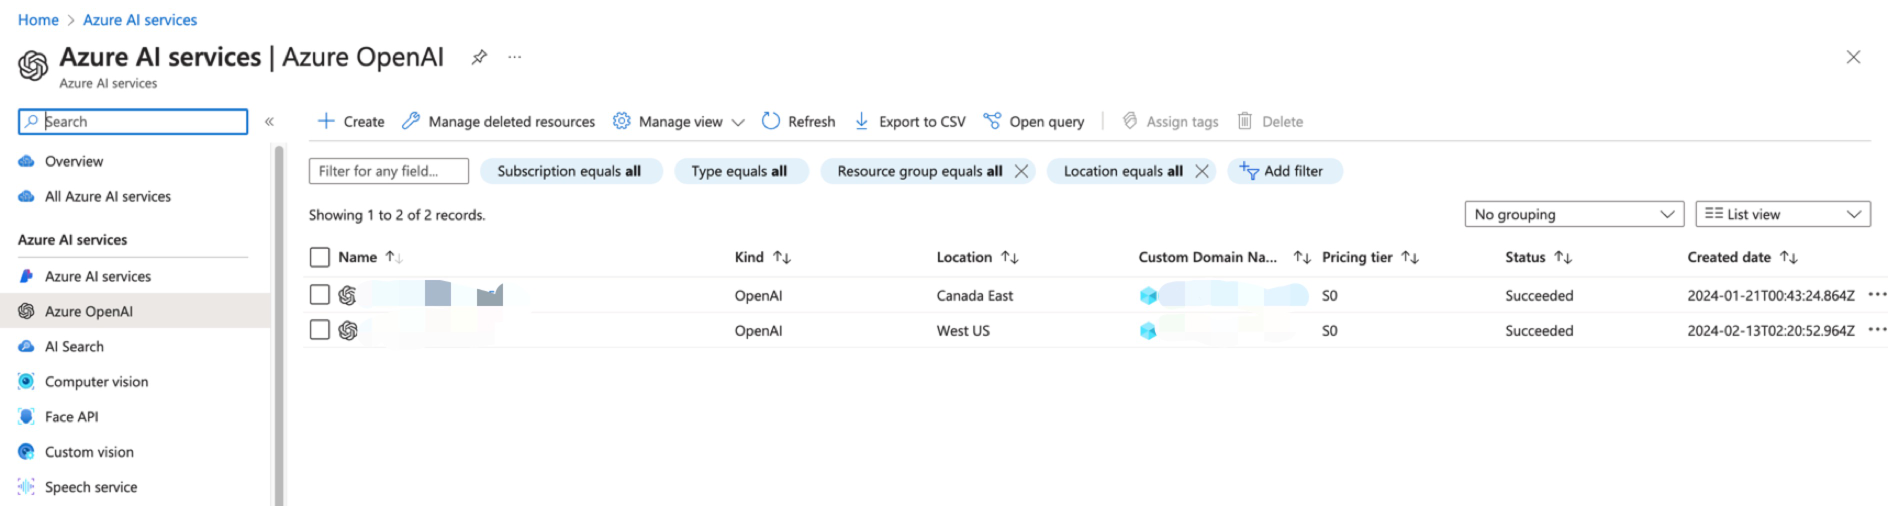 Home > Azure AI services
Azure AI services | Azure OpenAI ...
Azure AI services
Search «
Create Manage deleted resources Manage view Refresh Export to CSV Open query Assign tags Delete
Overview
All Azure AI services
Azure AI services
Azure AI services
Azure OpenAI
AI Search
Computer vision
Face API
Custom vision
Speech service
Filter for any field... Subscription equals all Type equals all Resource group equals all Location equals all Add filter
Showing 1 to 2 of 2 records.
No grouping List view
Name Kind Location Custom Domain Na... Pricing tier Status Created date
OpenAI Canada East S0 Succeeded 2024-01-21T00:43:24.864Z ...
OpenAI West US S0 Succeeded 2024-02-13T02:20:52.964Z ...